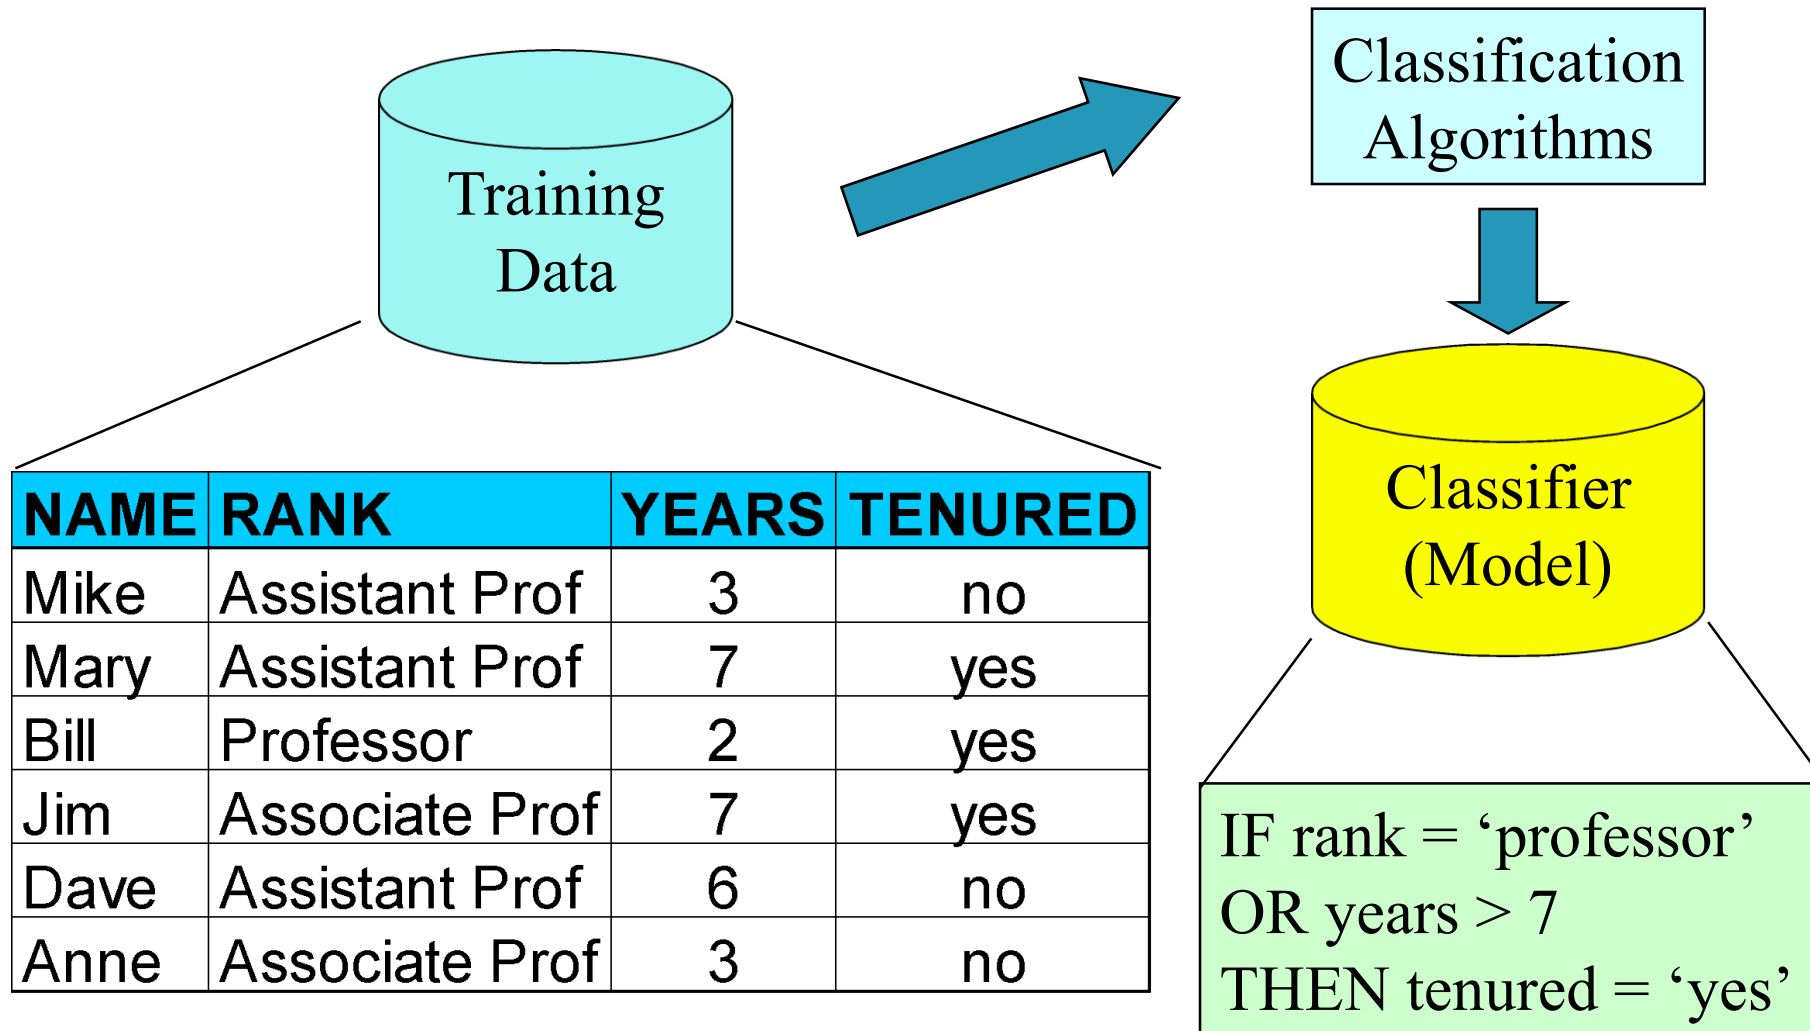 Training
Data
Classification
Algorithms
Classifier
(Model)
NAME RANK YEARS TENURED
Mike Assistant Prof 3 no
Mary Assistant Prof 7 yes
Bill Professor 2 yes
Jim Associate Prof 7 yes
Dave Assistant Prof 6 no
Anne Associate Prof 3 no
IF rank = ‘professor’
OR years > 7
THEN tenured = ‘yes’